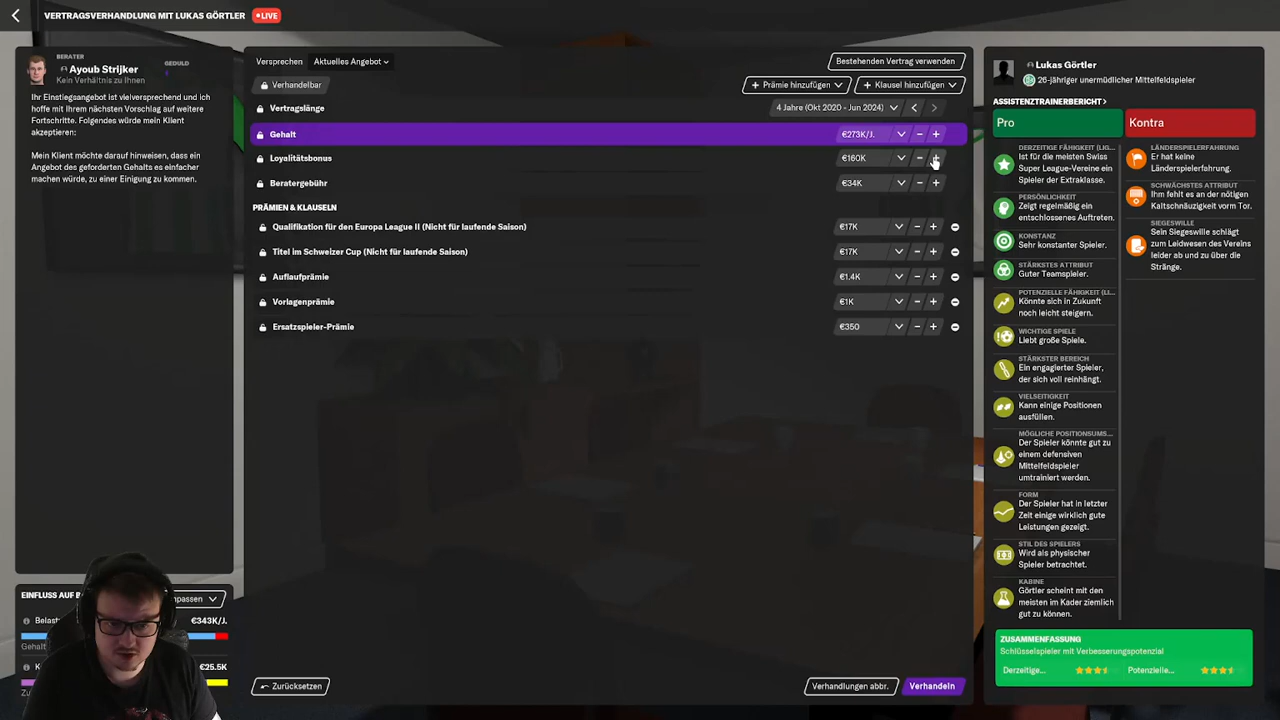 VERTRAGSVERHANDLUNG MIT LUKAS GÖRTLER LIVE
BERATER
Ayoub Strijker
Kein Verhältnis zu Ihnen
GEDULD
Ihr Einstiegsangebot ist vielversprechend und ich
hoffe mit Ihrem nächsten Vorschlag auf weitere
Fortschritte. Folgendes würde mein Klient
akzeptieren:
Mein Klient möchte darauf hinweisen, dass ein
Angebot des geforderten Gehalts es einfacher
machen würde, zu einer Einigung zu kommen.
EINFLUSS AUF
€343K/J.
Gehalt
€25.5K
Versprechen Aktuelles Angebot
Bestehenden Vertrag verwenden
Verhandelbar
+ Prämie hinzufügen
+ Klausel hinzufügen
Vertragslänge 4 Jahre (Okt 2020 - Jun 2024)
Gehalt €273K/J.
Loyalitätsbonus €160K
Beratergebühr €34K
PRÄMIEN & KLAUSELN
Qualifikation für den Europa League II (Nicht für laufende Saison) €17K
Titel im Schweizer Cup (Nicht für laufende Saison) €17K
Auflaufprämie €1.4K
Vorlagenprämie €1K
Ersatzspieler-Prämie €350
Zurücksetzen
Verhandlungen abbr.
Verhandeln
Lukas Görtler
26-jähriger unermüdlicher Mittelfeldspieler
ASSISTENZTRAINERBERICHT >
Pro
DERZEITIGE FÄHIGKEIT (LIG...
Ist für die meisten Swiss
Super League-Vereine ein
Spieler der Extraklasse.
PERSÖNLICHKEIT
Zeigt regelmäßig ein
entschlossenes Auftreten.
KONSTANZ
Sehr konstanter Spieler.
STÄRKSTES ATTRIBUT
Guter Teamspieler.
POTENZIELLE FÄHIGKEIT (LI...
Könnte sich in Zukunft
noch leicht steigern.
WICHTIGE SPIELE
Liebt große Spiele.
STÄRKSTER BEREICH
Ein engagierter Spieler,
der sich voll reinhängt.
VIELSEITIGKEIT
Kann einige Positionen
ausfüllen.
MÖGLICHE POSITIONSUMS...
Der Spieler könnte gut zu
einem defensiven
Mittelfeldspieler
umtrainiert werden.
FORM
Der Spieler hat in letzter
Zeit einige wirklich gute
Leistungen gezeigt.
STIL DES SPIELERS
Wird als physischer
Spieler betrachtet.
KABINE
Görtler scheint mit den
meisten im Kader ziemlich
gut zu können.
Kontra
LÄNDERSPIELERFAHRUNG
Er hat keine
Länderspielerfahrung.
SCHWÄCHSTES ATTRIBUT
Ihm fehlt es an der nötigen
Kaltschnäuzigkeit vorm Tor.
SIEGESWILLE
Sein Siegeswille schlägt
zum Leidwesen des Vereins
leider ab und zu über die
Stränge.
ZUSAMMENFASSUNG
Schlüsselspieler mit Verbesserungspotenzial
Derzeitige... Potenzielle...